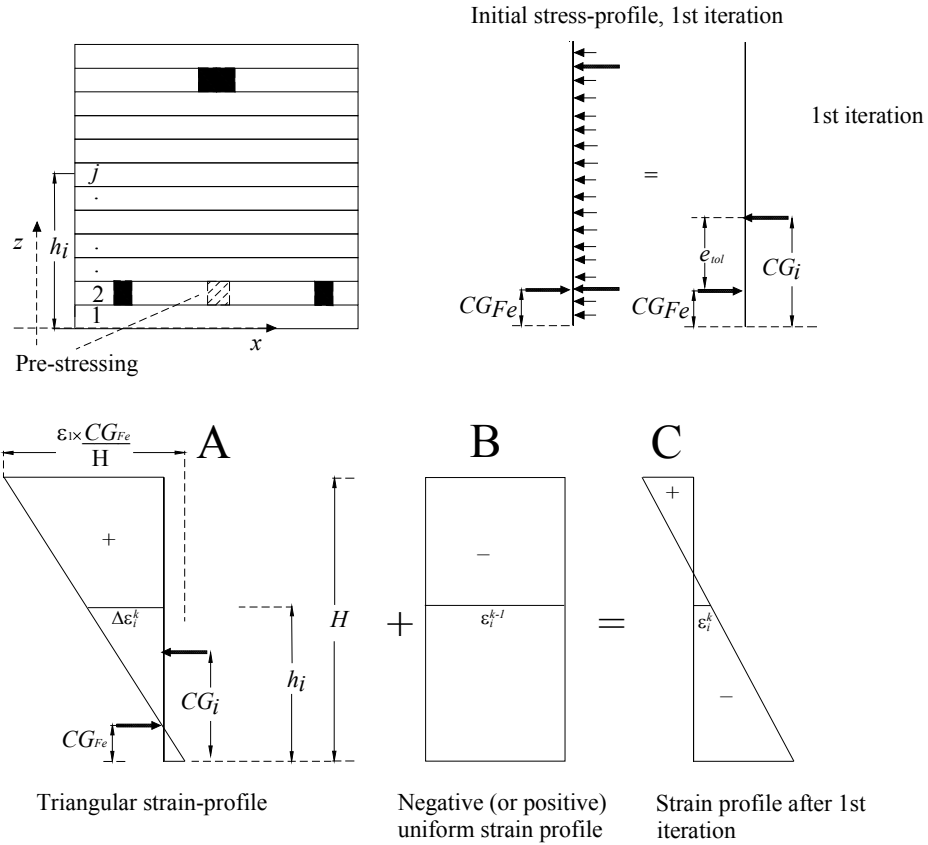 Initial stress-profile, 1st iteration
1st iteration
j
.
.
.
2
1
z
h_i
x
Pre-stressing
CG_Fe
=
e_tol
CG_Fe
CG_i
ε₁× CG_Fe
H
A
B
C
+
Δε_i^k
CG_i
CG_Fe
h_i
H
+
−
ε_i^{k-1}
=
+
ε_i^k
−
Triangular strain-profile
Negative (or positive)
uniform strain profile
Strain profile after 1st
iteration